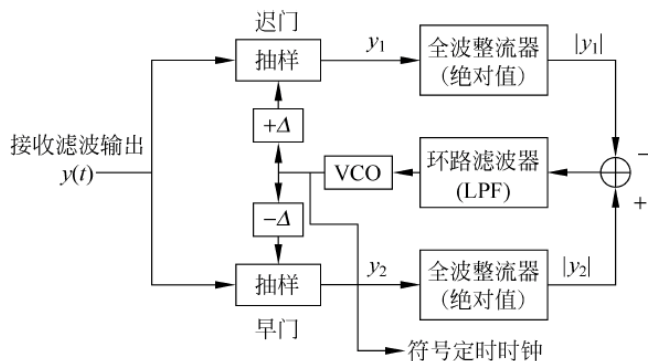 迟门
抽样
y₁
全波整流器
(绝对值)
|y₁|
+Δ
接收滤波输出
y(t)
VCO
环路滤波器
(LPF)
−
+
−Δ
抽样
y₂
全波整流器
(绝对值)
|y₂|
早门
符号定时时钟